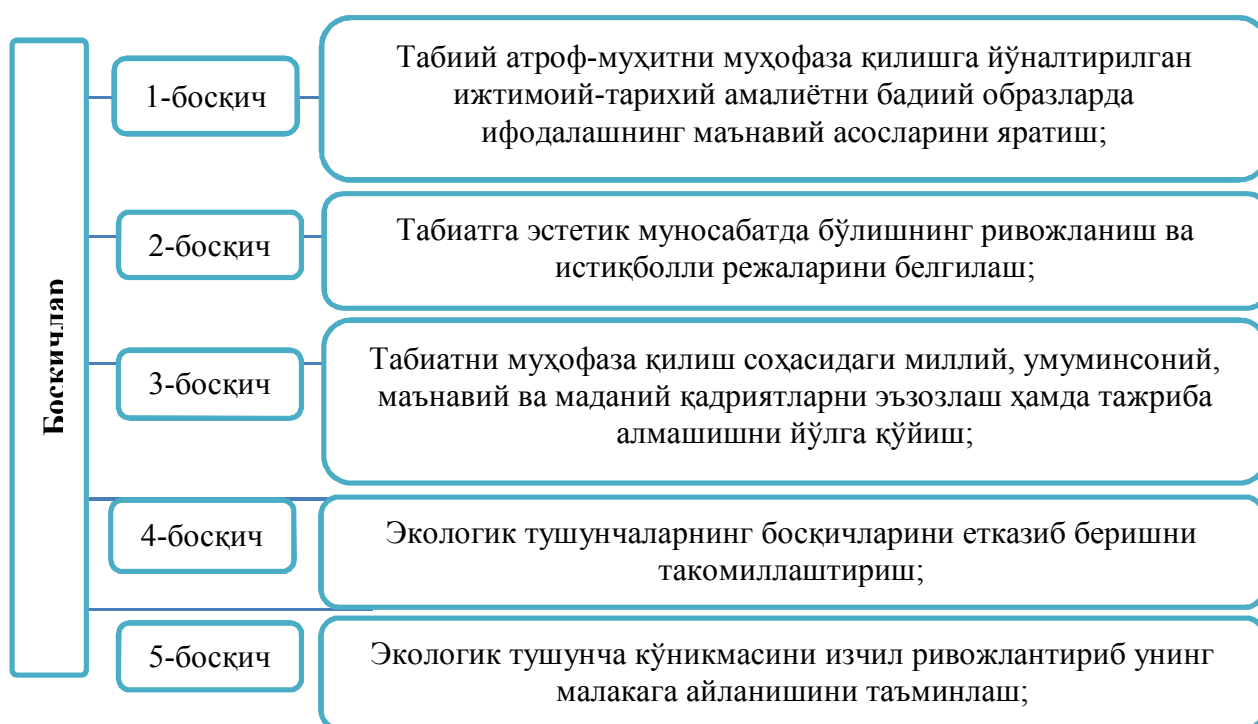 Босқичлар
1-босқич
Табиий атроф-муҳитни муҳофаза қилишга йўналтирилган
ижтимоий-тарихий амалиётни бадиий образларда
ифодалашнинг маънавий асосларини яратиш;
2-босқич
Табиатга эстетик муносабатда бўлишнинг ривожланиш ва
истиқболли режаларини белгилаш;
3-босқич
Табиатни муҳофаза қилиш соҳасидаги миллий, умуминсоний,
маънавий ва маданий қадриятларни эъзозлаш ҳамда тажриба
алмашишни йўлга қўйиш;
4-босқич
Экологик тушунчаларнинг босқичларини етказиб беришни
такомиллаштириш;
5-босқич
Экологик тушунча кўникмасини изчил ривожлантириб унинг
малакага айланишини таъминлаш;